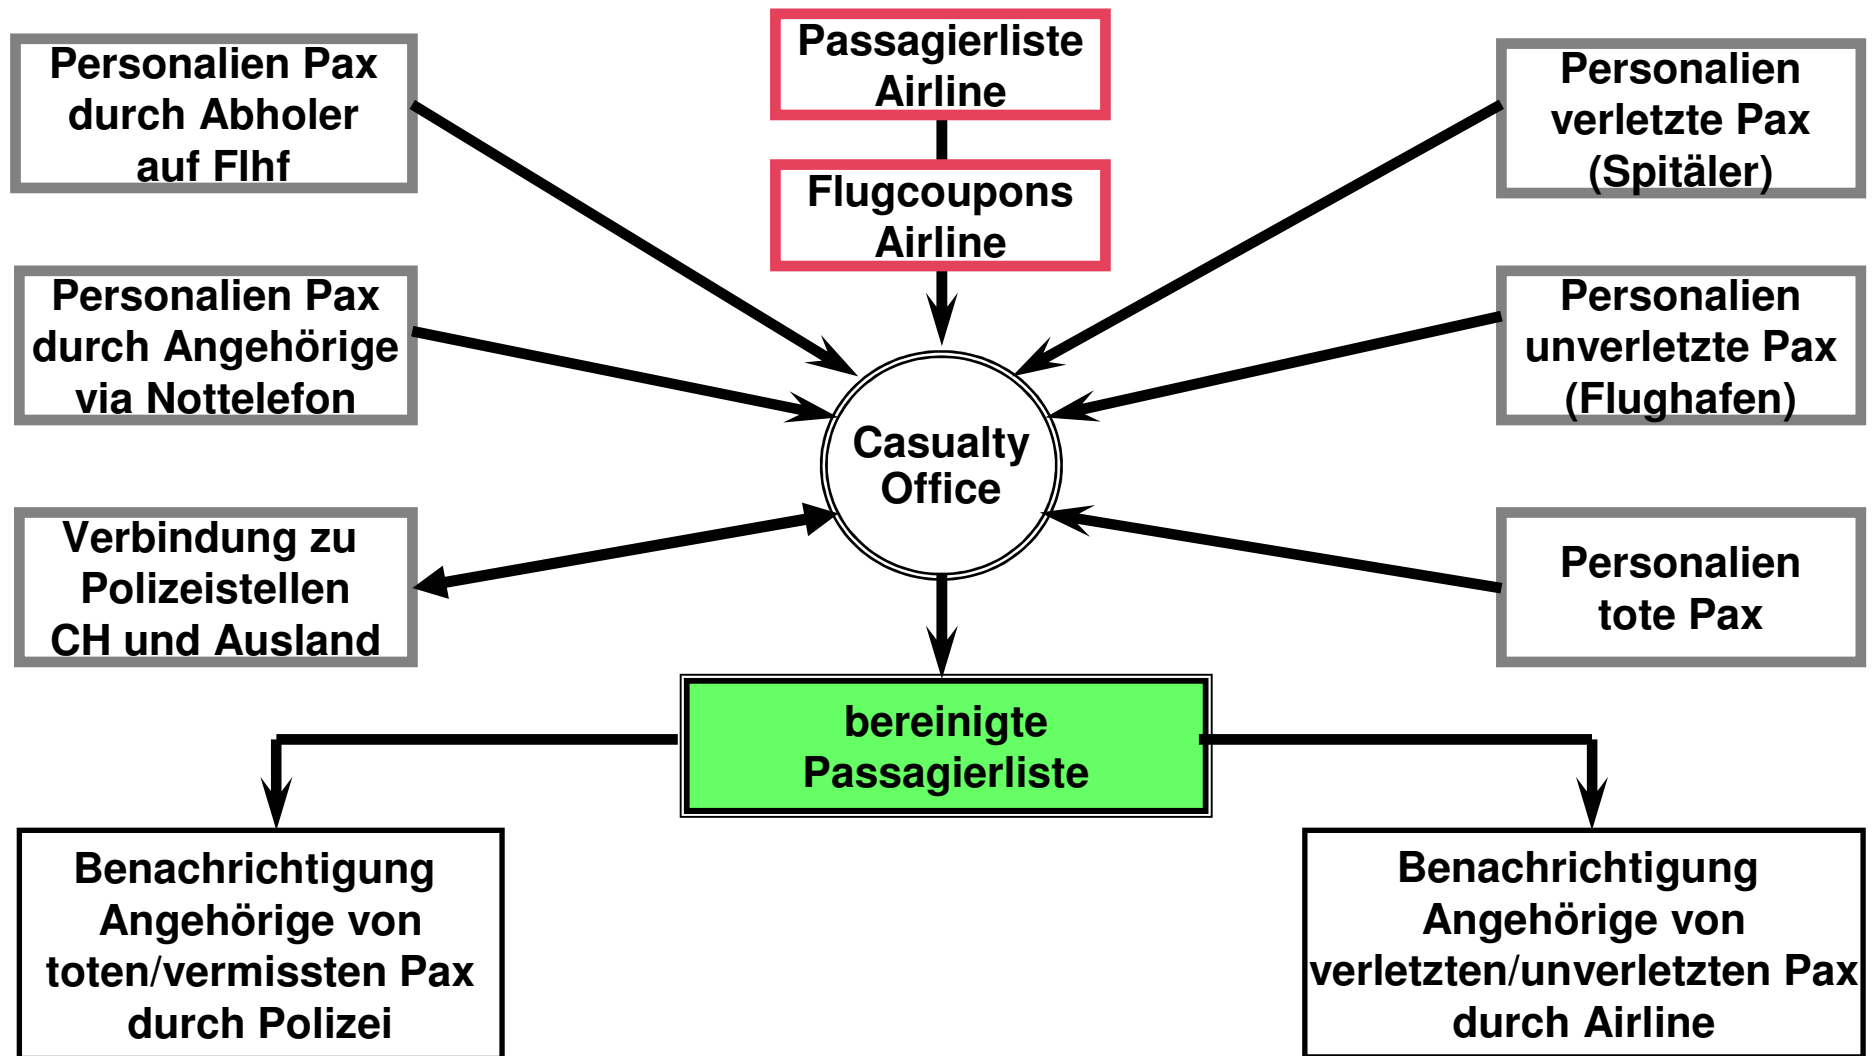 Personalien Pax
durch Abholer
auf Flhf
Passagierliste
Airline
Personalien
verletzte Pax
(Spitäler)
Flugcoupons
Airline
Personalien Pax
durch Angehörige
via Nottelefon
Personalien
unverletzte Pax
(Flughafen)
Casualty
Office
Verbindung zu
Polizeistellen
CH und Ausland
Personalien
tote Pax
bereinigte
Passagierliste
Benachrichtigung
Angehörige von
toten/vermissten Pax
durch Polizei
Benachrichtigung
Angehörige von
verletzten/unverletzten Pax
durch Airline